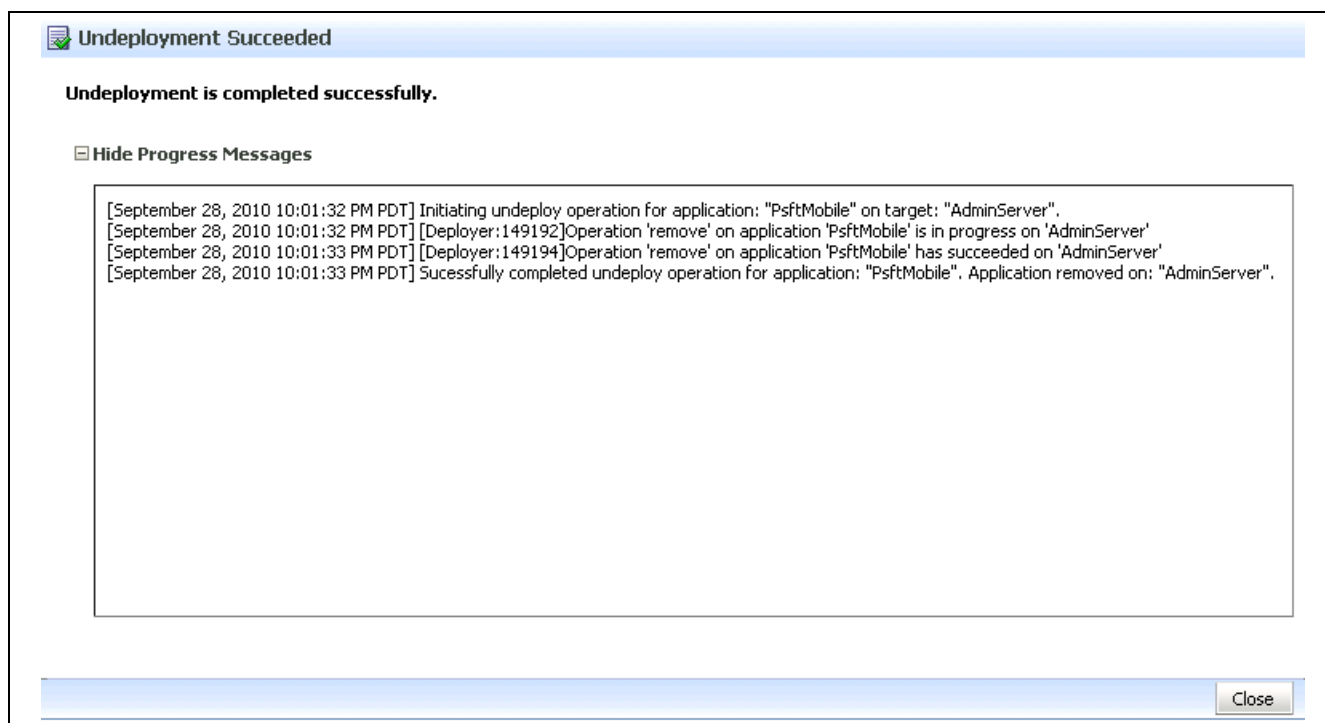 Undeployment Succeeded
Undeployment is completed successfully.
Hide Progress Messages
[September 28, 2010 10:01:32 PM PDT] Initiating undeploy operation for application: "PsftMobile" on target: "AdminServer".
[September 28, 2010 10:01:32 PM PDT] [Deployer:149192]Operation 'remove' on application 'PsftMobile' is in progress on 'AdminServer'
[September 28, 2010 10:01:33 PM PDT] [Deployer:149194]Operation 'remove' on application 'PsftMobile' has succeeded on 'AdminServer'
[September 28, 2010 10:01:33 PM PDT] Sucessfully completed undeploy operation for application: "PsftMobile". Application removed on: "AdminServer".
Close